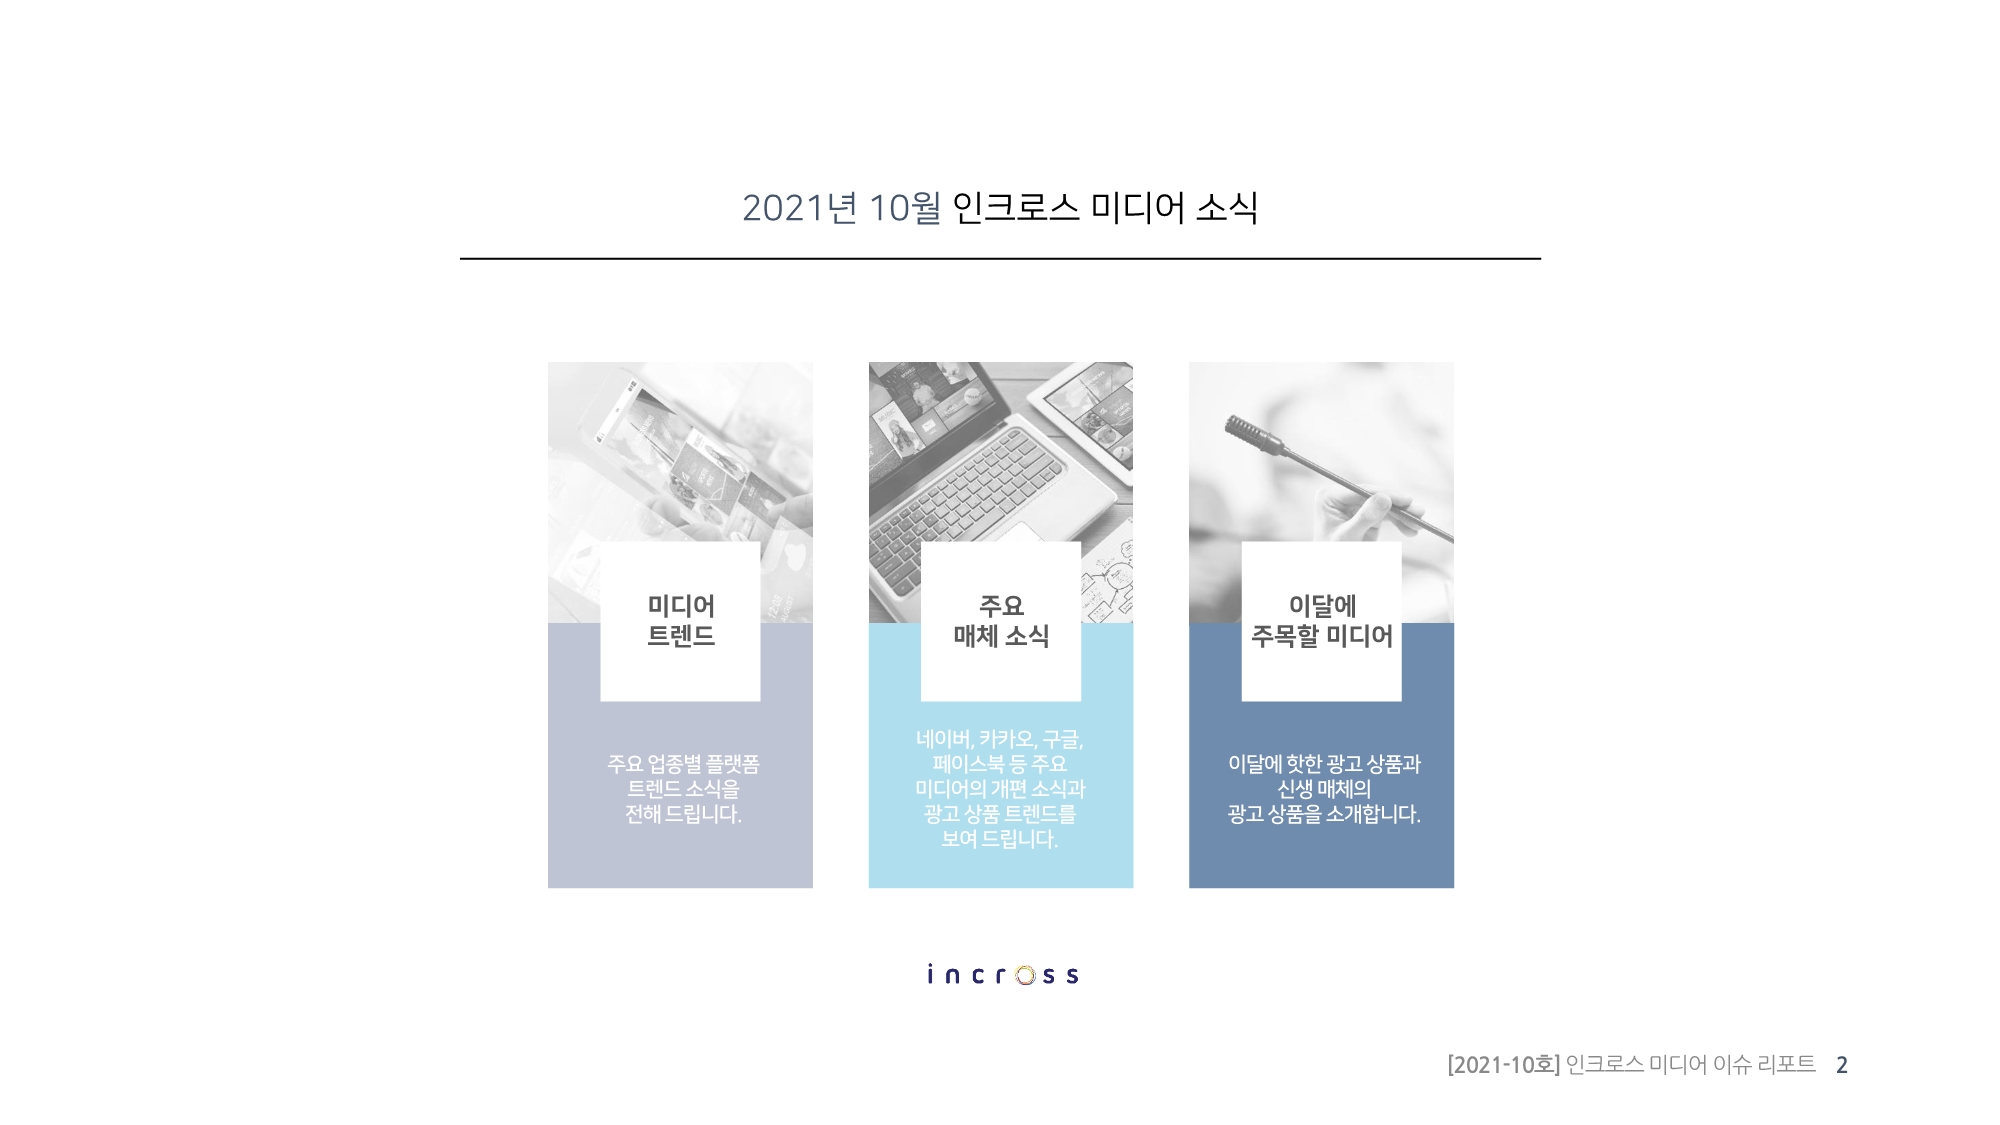 2021년 10월 인크로스 미디어 소식
미디어
트렌드
주요 업종별 플랫폼
트렌드 소식을
전해 드립니다.
주요
매체 소식
네이버, 카카오, 구글,
페이스북 등 주요
미디어의 개편 소식과
광고 상품 트렌드를
보여 드립니다.
이달에
주목할 미디어
이달에 핫한 광고 상품과
신생 매체의
광고 상품을 소개합니다.
incross
[2021-10호] 인크로스 미디어 이슈 리포트 2